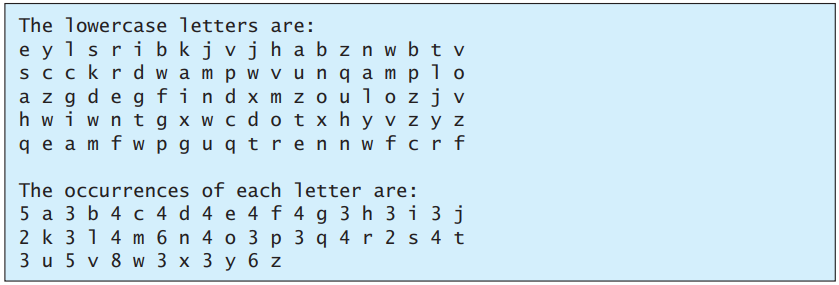 The lowercase letters are:
e y l s r i b k j v j h a b z n w b t v
s c c k r d w a m p w v u n q a m p l o
a z g d e g f i n d x m z o u l o z j v
h w i w n t g x w c d o t x h y v z y z
q e a m f w p g u q t r e n n w f c r f
The occurrences of each letter are:
5 a 3 b 4 c 4 d 4 e 4 f 4 g 3 h 3 i 3 j
2 k 3 l 4 m 6 n 4 o 3 p 3 q 4 r 2 s 4 t
3 u 5 v 8 w 3 x 3 y 6 z